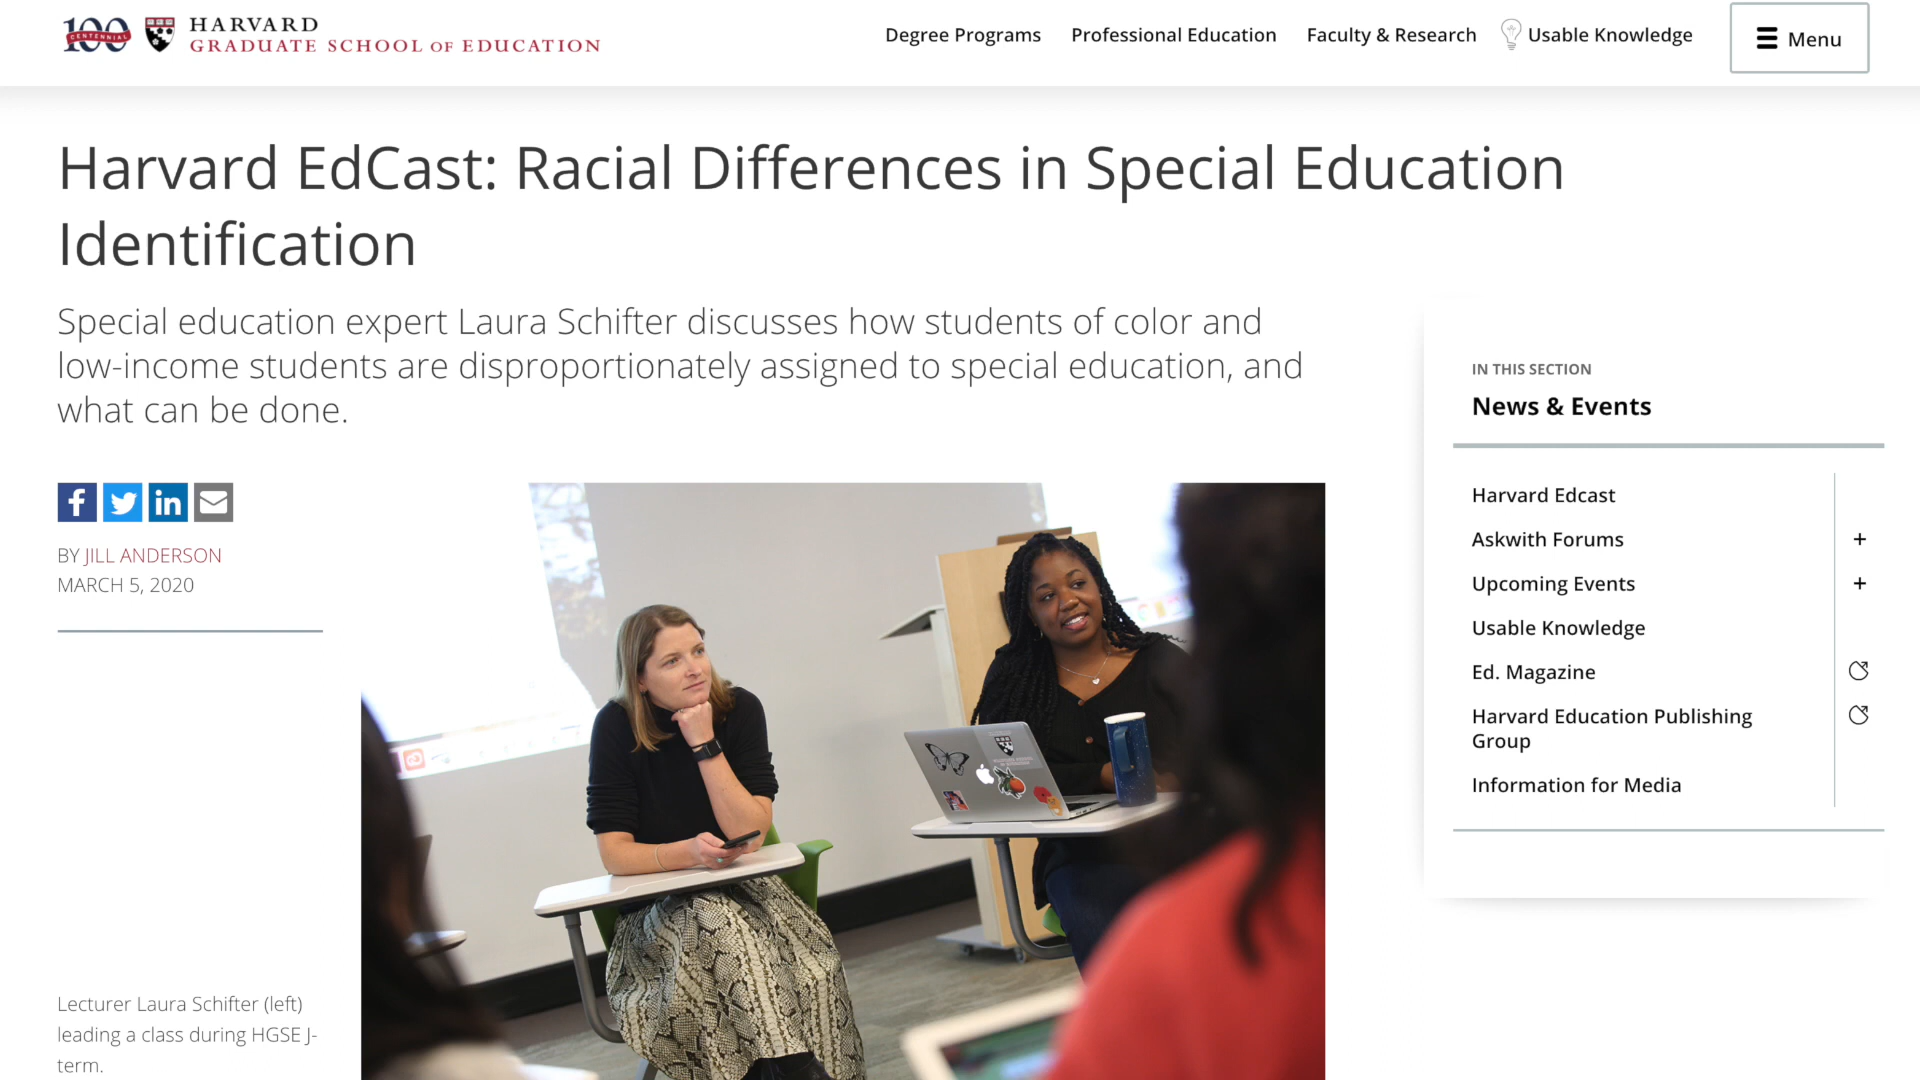 100
CENTENNIAL
HARVARD
GRADUATE SCHOOL OF EDUCATION
Degree Programs
Professional Education
Faculty & Research
Usable Knowledge
Menu
Harvard EdCast: Racial Differences in Special Education
Identification
Special education expert Laura Schifter discusses how students of color and
low-income students are disproportionately assigned to special education, and
what can be done.
BY JILL ANDERSON
MARCH 5, 2020
Lecturer Laura Schifter (left)
leading a class during HGSE J-
term.
IN THIS SECTION
News & Events
Harvard Edcast
Askwith Forums +
Upcoming Events +
Usable Knowledge
Ed. Magazine
Harvard Education Publishing
Group
Information for Media